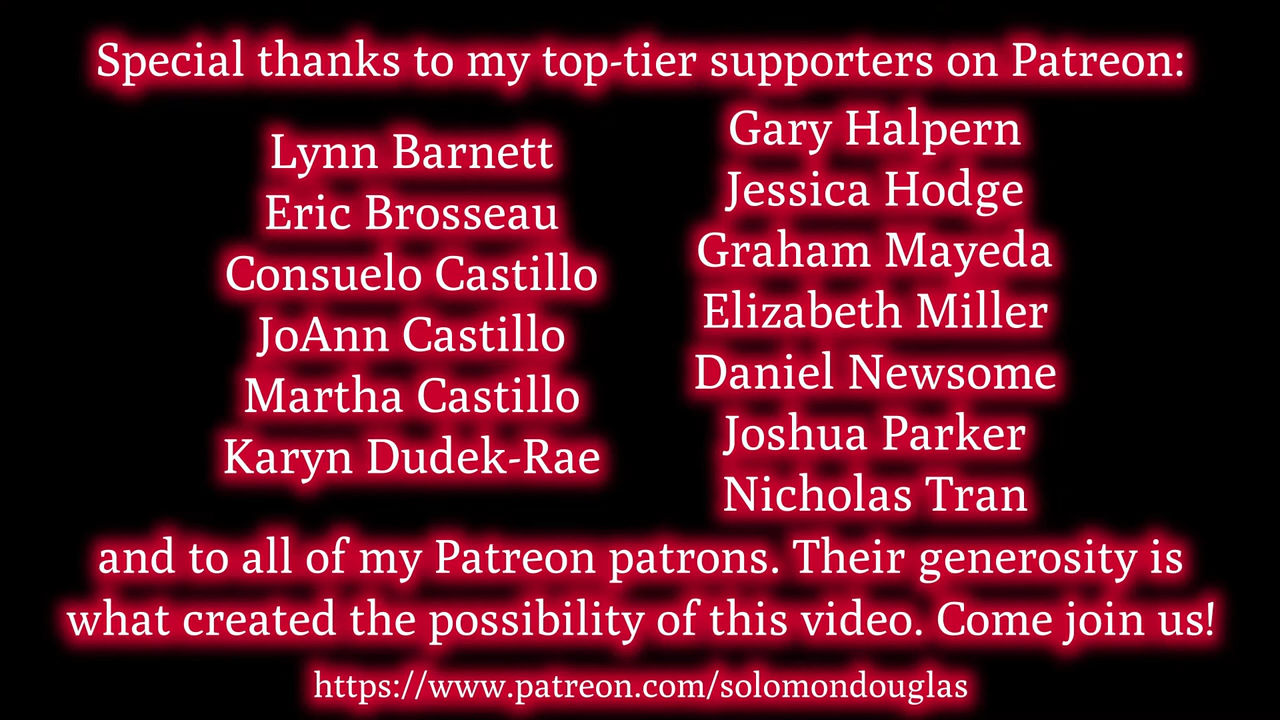 Special thanks to my top-tier supporters on Patreon:
Lynn Barnett
Eric Brosseau
Consuelo Castillo
JoAnn Castillo
Martha Castillo
Karyn Dudek-Rae
Gary Halpern
Jessica Hodge
Graham Mayeda
Elizabeth Miller
Daniel Newsome
Joshua Parker
Nicholas Tran
and to all of my Patreon patrons. Their generosity is
what created the possibility of this video. Come join us!
https://www.patreon.com/solomondouglas